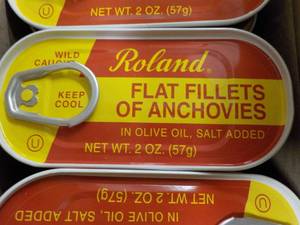 NET WT. 2 OZ. (57g)
WILD
CAUGHT
Roland®
KEEP
COOL
FLAT FILLETS
OF ANCHOVIES
IN OLIVE OIL, SALT ADDED
NET WT. 2 OZ. (57g)
U
U
NET WT. 2 OZ. (57g)
IN OLIVE OIL, SALT ADDED
U